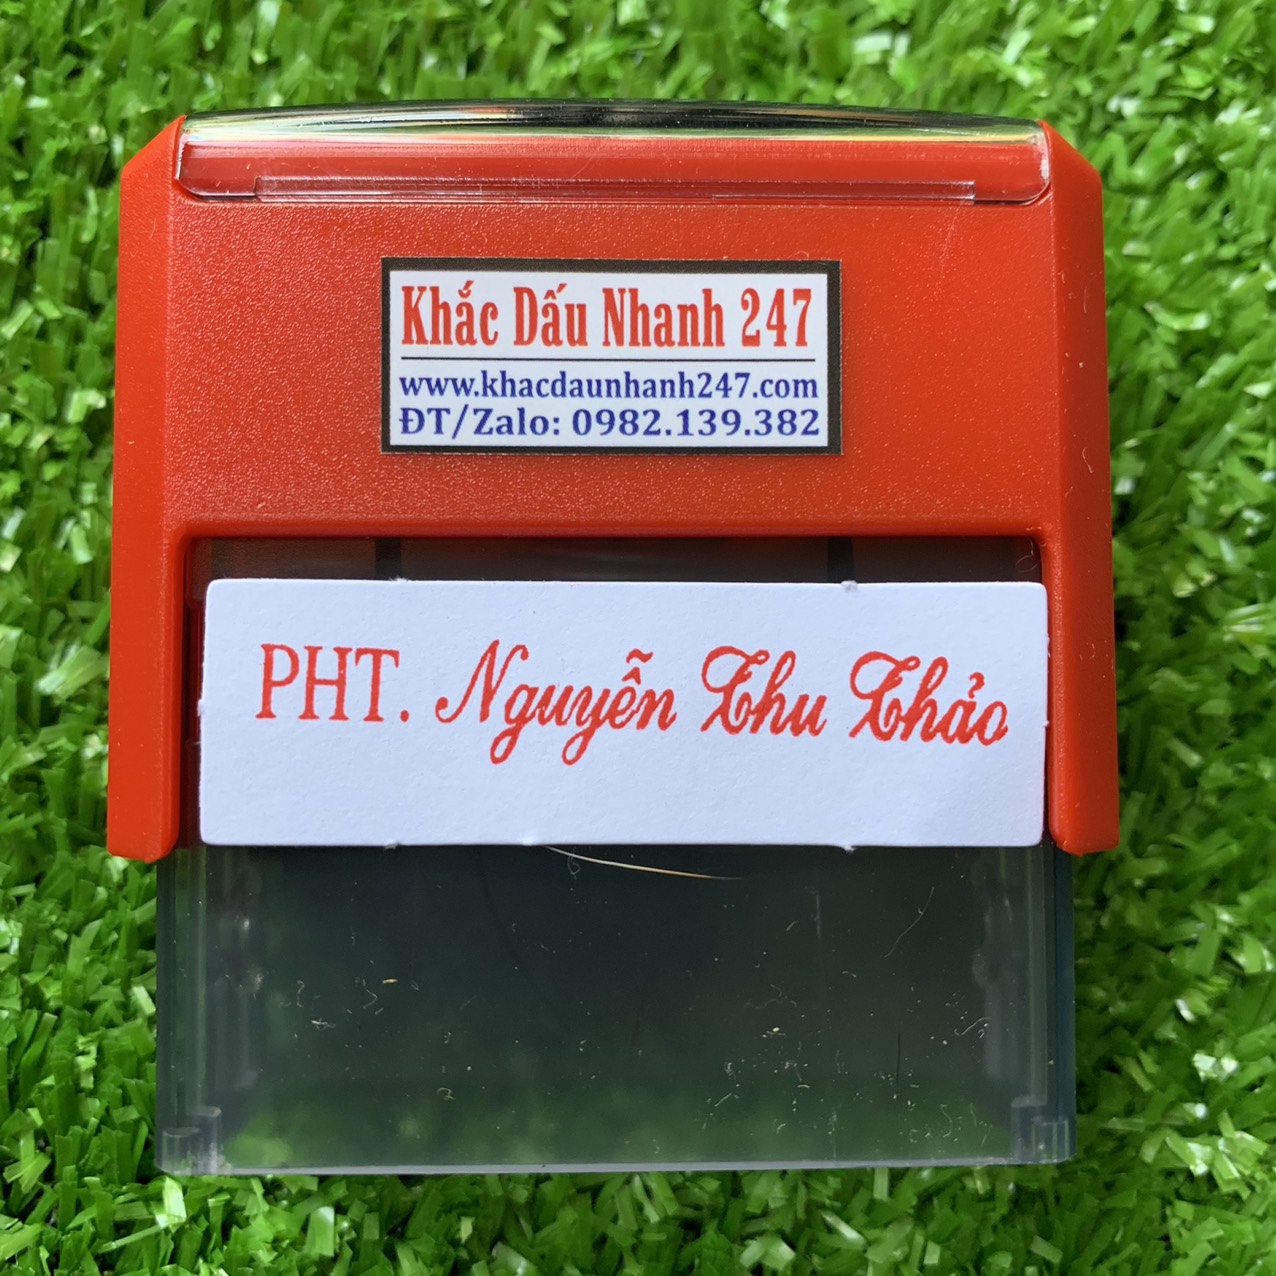 Khắc Dấu Nhanh 247
www.khacdaunhanh247.com
ĐT/Zalo: 0982.139.382
PHT. Nguyễn Thu Thảo